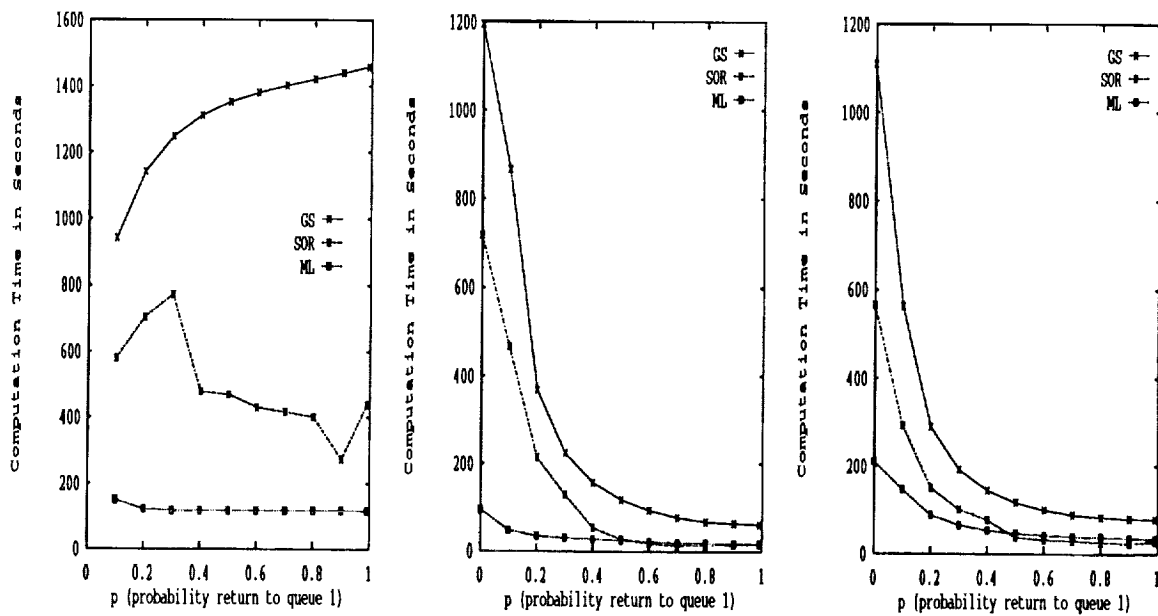 Computation Time in Seconds
1600
1400
1200
1000
800
600
400
200
0
GS
SOR
ML
0 0.2 0.4 0.6 0.8 1
p (probability return to queue 1)
Computation Time in Seconds
1200
1000
800
600
400
200
0
GS
SOR
ML
0 0.2 0.4 0.6 0.8 1
p (probability return to queue 1)
Computation Time in Seconds
1200
1000
800
600
400
200
0
GS
SOR
ML
0 0.2 0.4 0.6 0.8 1
p (probability return to queue 1)